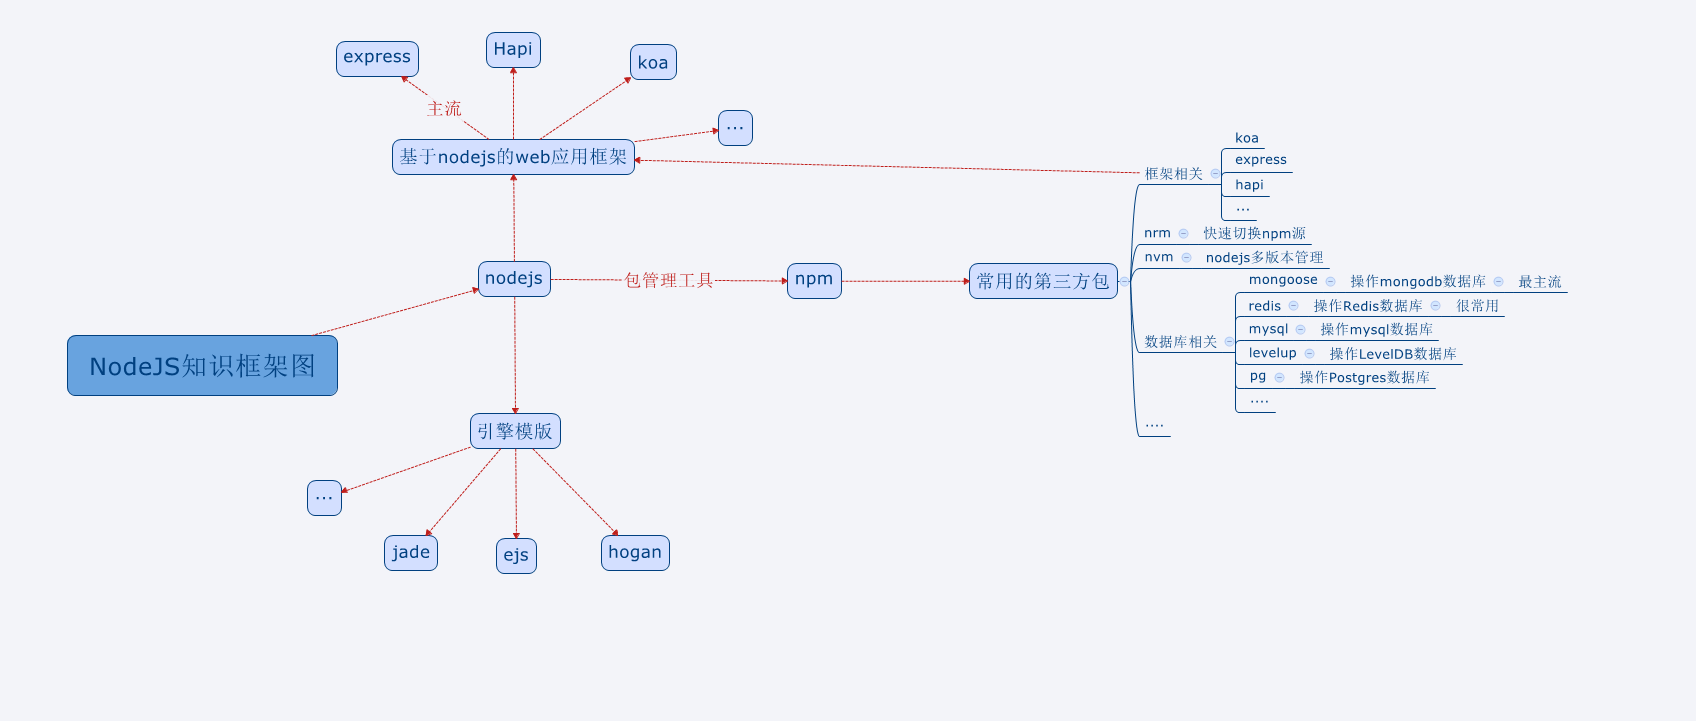 express
Hapi
koa
主流
...
基于nodejs的web应用框架
nodejs
包管理工具
npm
常用的第三方包
NodeJS知识框架图
引擎模版
...
jade
ejs
hogan
框架相关
koa
express
hapi
...
nrm 快速切换npm源
nvm nodejs多版本管理
数据库相关
mongoose 操作mongodb数据库 最主流
redis 操作Redis数据库 很常用
mysql 操作mysql数据库
levelup 操作LevelDB数据库
pg 操作Postgres数据库
....
....